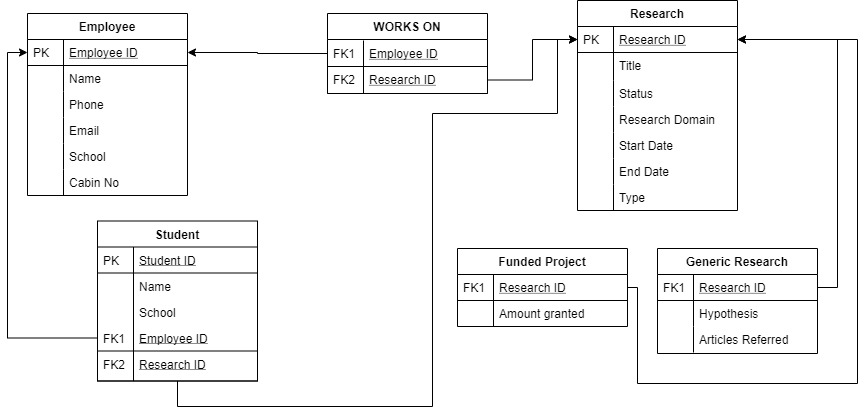 Employee
PK Employee ID
Name
Phone
Email
School
Cabin No
WORKS ON
FK1 Employee ID
FK2 Research ID
Research
PK Research ID
Title
Status
Research Domain
Start Date
End Date
Type
Student
PK Student ID
Name
School
FK1 Employee ID
FK2 Research ID
Funded Project
FK1 Research ID
Amount granted
Generic Research
FK1 Research ID
Hypothesis
Articles Referred